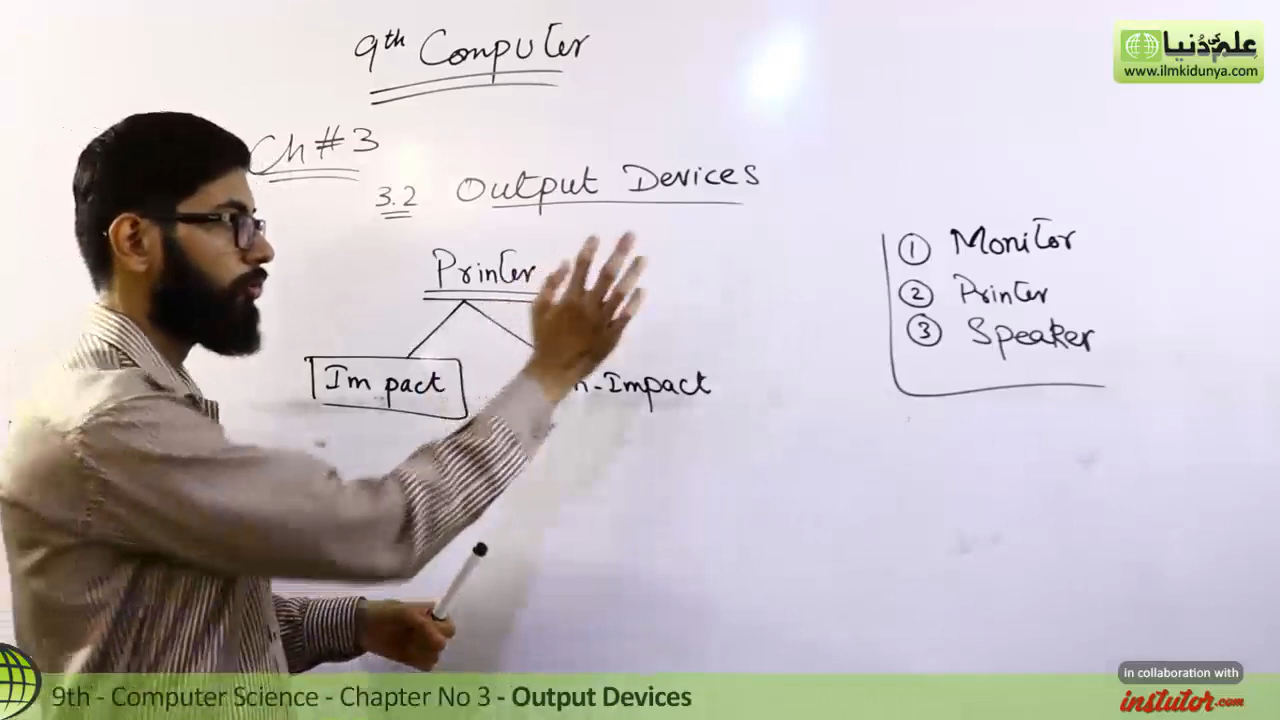 9th Computer
علم کی دنیا
www.ilmkidunya.com
Ch # 3
3.2 Output Devices
Printer
Impact
n-Impact
① Monitor
② Printer
③ Speaker
in collaboration with
instutor.com
9th - Computer Science - Chapter No 3 - Output Devices